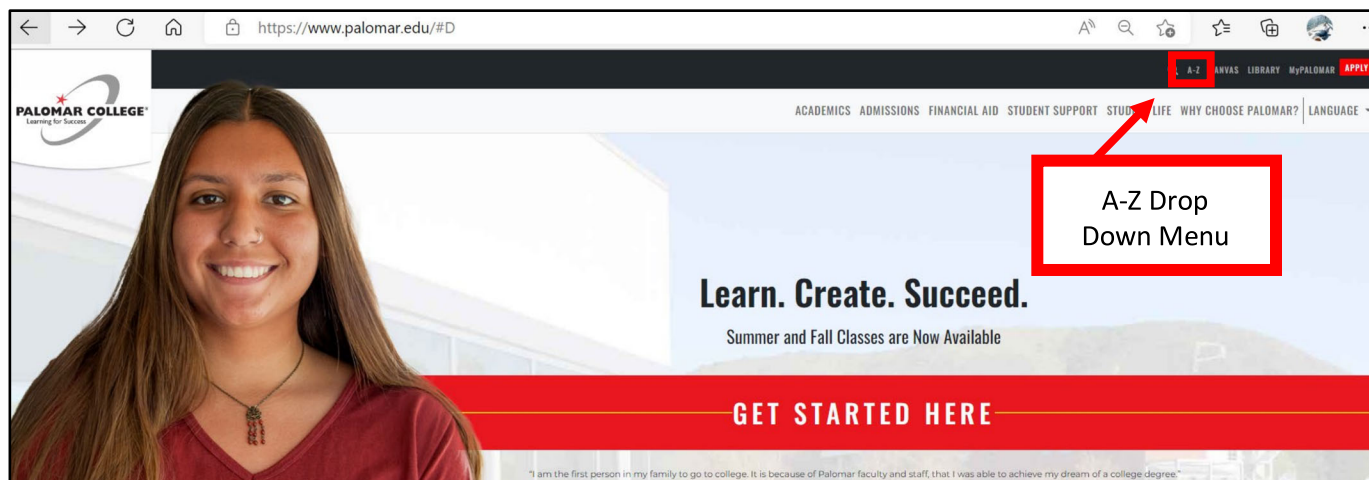 https://www.palomar.edu/#D
A-Z CANVAS LIBRARY MyPALOMAR APPLY
PALOMAR COLLEGE®
Learning for Success
ACADEMICS ADMISSIONS FINANCIAL AID STUDENT SUPPORT STUDENT LIFE WHY CHOOSE PALOMAR? LANGUAGE
A-Z Drop
Down Menu
Learn. Create. Succeed.
Summer and Fall Classes are Now Available
GET STARTED HERE
"I am the first person in my family to go to college. It is because of Palomar faculty and staff, that I was able to achieve my dream of a college degree."